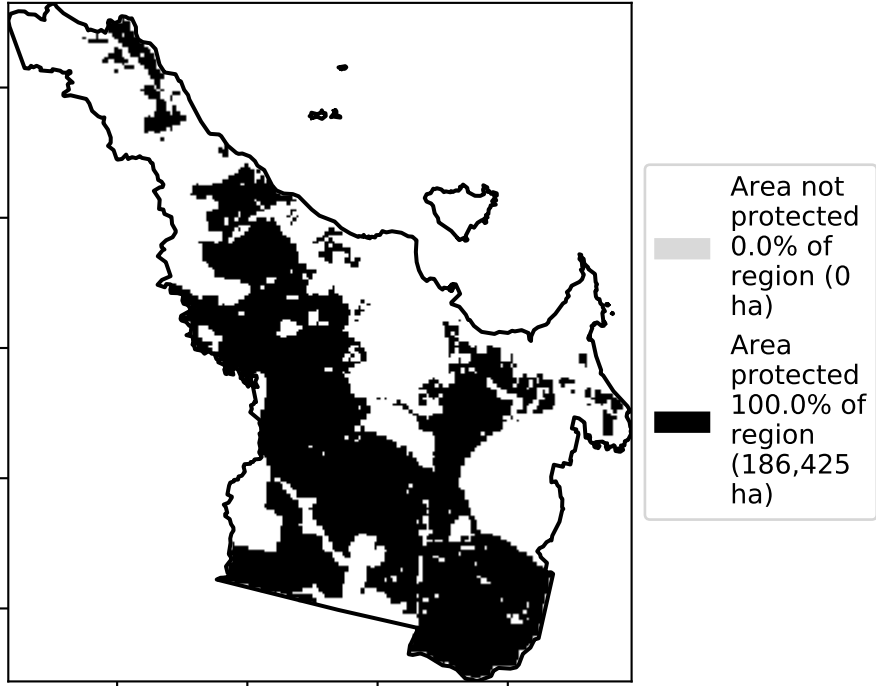 Area not
protected
0.0% of
region (0
ha)
Area
protected
100.0% of
region
(186,425
ha)